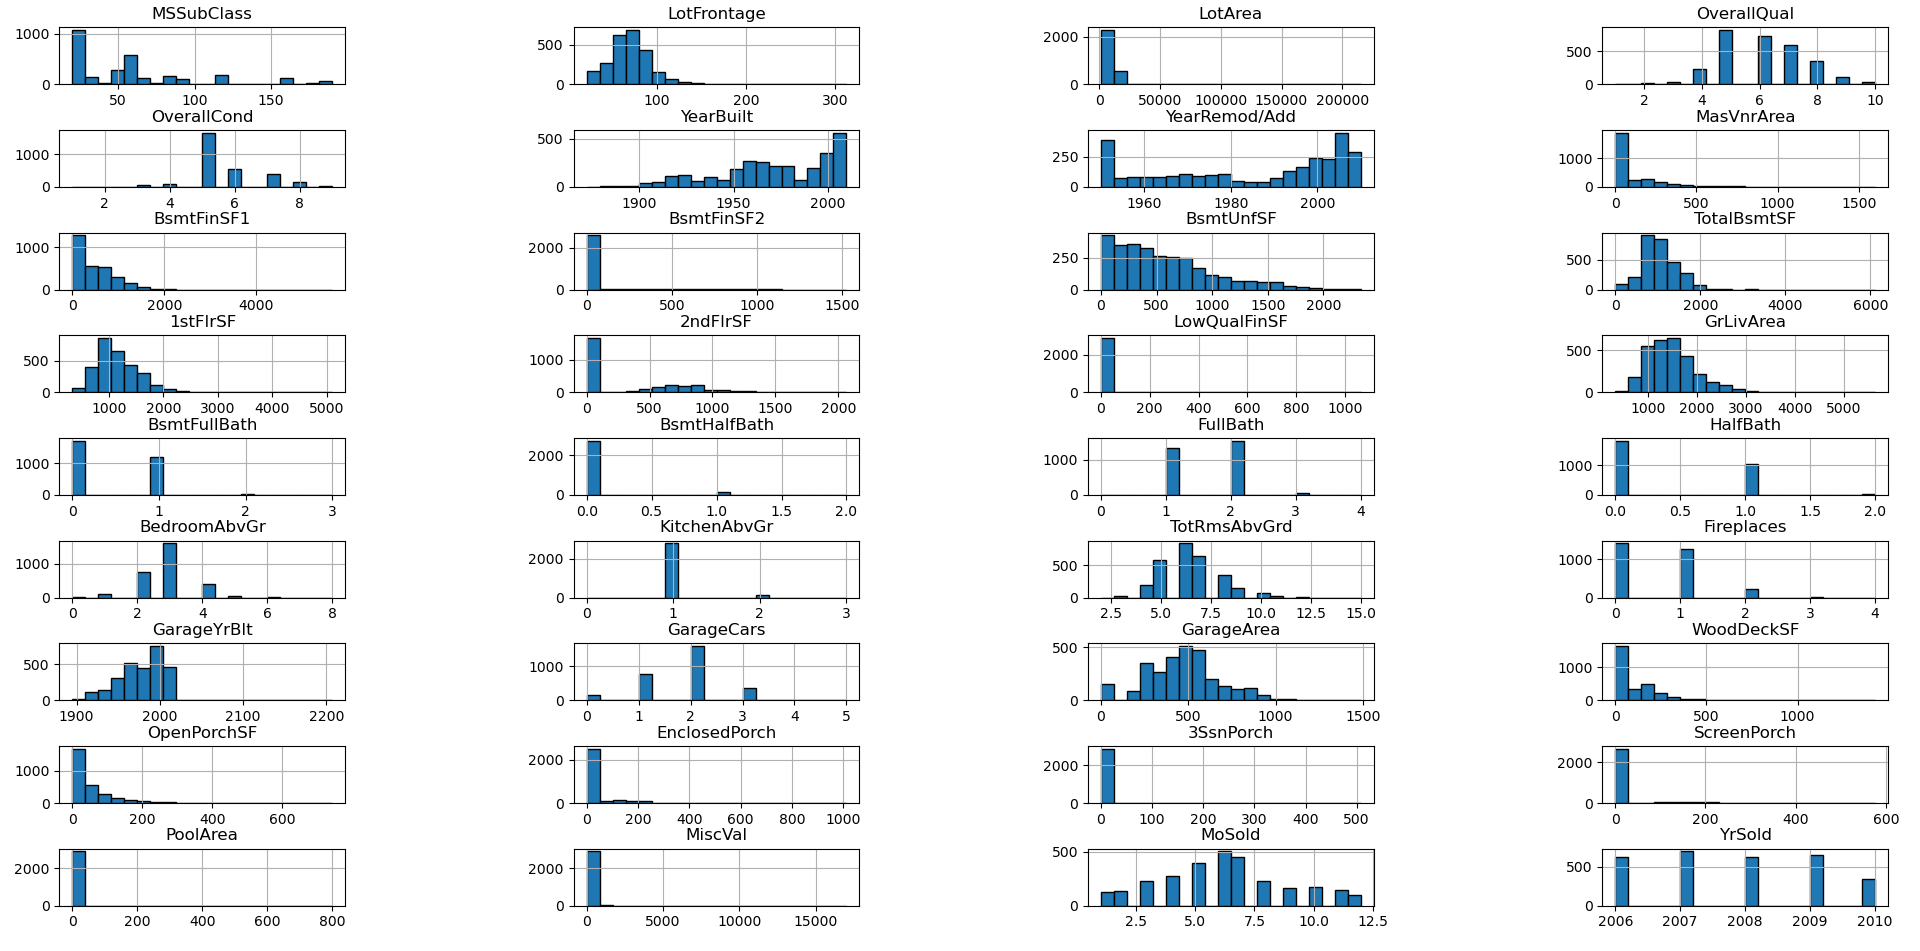 MSSubClass LotFrontage LotArea OverallQual
1000 500 2000 500
0 0 0 0
50 100 150 100 200 300 0 50000 100000 150000 200000 2 4 6 8 10
OverallCond YearBuilt YearRemod/Add MasVnrArea
1000 500 250 1000
0 0 0 0
2 4 6 8 1900 1950 2000 1960 1980 2000 0 500 1000 1500
BsmtFinSF1 BsmtFinSF2 BsmtUnfSF TotalBsmtSF
1000 2000 250 500
0 0 0 0
0 2000 4000 0 500 1000 1500 0 500 1000 1500 2000 0 2000 4000 6000
1stFlrSF 2ndFlrSF LowQualFinSF GrLivArea
500 1000 2000 500
0 0 0 0
1000 2000 3000 4000 5000 0 500 1000 1500 2000 0 200 400 600 800 1000 1000 2000 3000 4000 5000
BsmtFullBath BsmtHalfBath FullBath HalfBath
1000 2000 1000 1000
0 0 0 0
0 1 2 3 0.0 0.5 1.0 1.5 2.0 0 1 2 3 4 0.0 0.5 1.0 1.5 2.0
BedroomAbvGr KitchenAbvGr TotRmsAbvGrd Fireplaces
1000 2000 500 1000
0 0 0 0
0 2 4 6 8 0 1 2 3 2.5 5.0 7.5 10.0 12.5 15.0 0 1 2 3 4
GarageYrBlt GarageCars GarageArea WoodDeckSF
500 1000 500 1000
0 0 0 0
1900 2000 2100 2200 0 1 2 3 4 5 0 500 1000 1500 0 500 1000
OpenPorchSF EnclosedPorch 3SsnPorch ScreenPorch
1000 2000 2000 2000
0 0 0 0
0 200 400 600 0 200 400 600 800 1000 0 100 200 300 400 500 0 200 400 600
PoolArea MiscVal MoSold YrSold
2000 2000 500 500
0 0 0 0
0 200 400 600 800 0 5000 10000 15000 2.5 5.0 7.5 10.0 12.5 2006 2007 2008 2009 2010